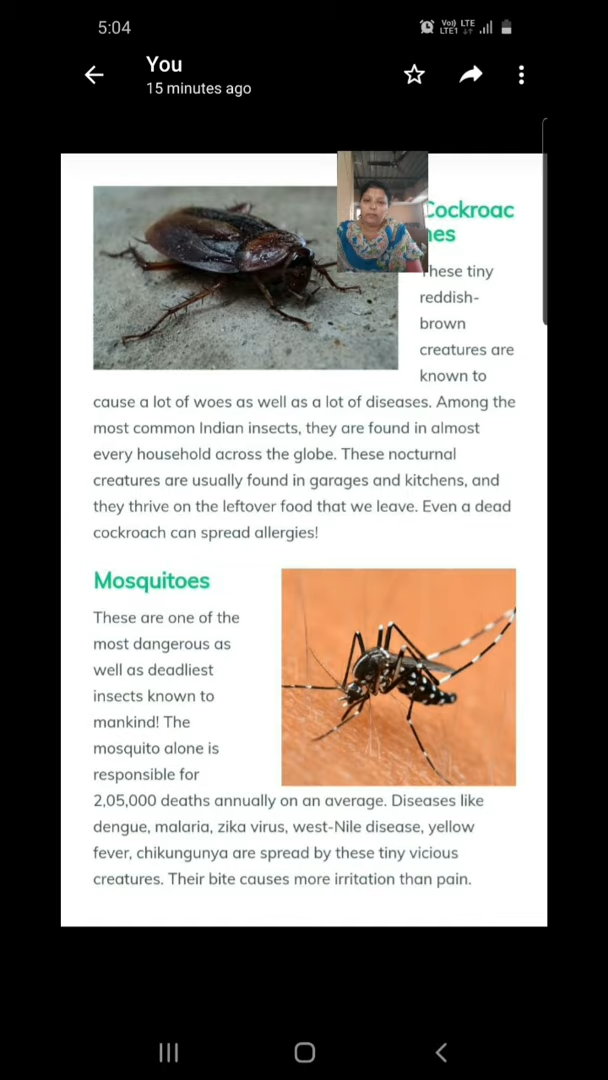 5:04
Vo) LTE
LTE1
You
15 minutes ago
Cockroac
hes
These tiny
reddish-
brown
creatures are
known to
cause a lot of woes as well as a lot of diseases. Among the
most common Indian insects, they are found in almost
every household across the globe. These nocturnal
creatures are usually found in garages and kitchens, and
they thrive on the leftover food that we leave. Even a dead
cockroach can spread allergies!
Mosquitoes
These are one of the
most dangerous as
well as deadliest
insects known to
mankind! The
mosquito alone is
responsible for
2,05,000 deaths annually on an average. Diseases like
dengue, malaria, zika virus, west-Nile disease, yellow
fever, chikungunya are spread by these tiny vicious
creatures. Their bite causes more irritation than pain.